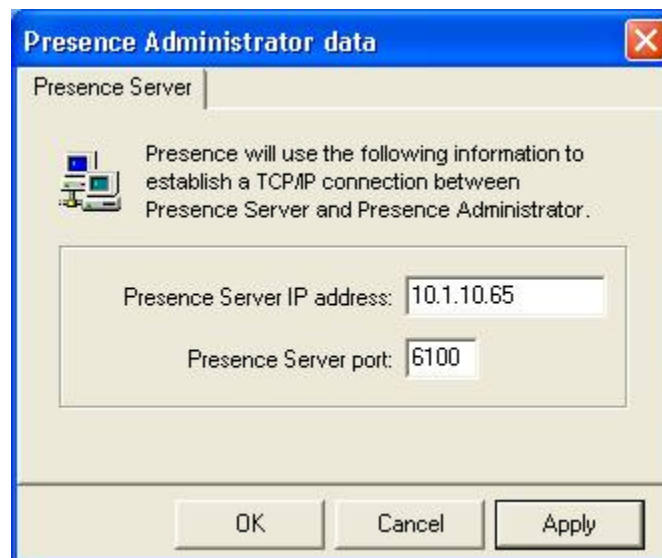 Presence Administrator data
Presence Server
Presence will use the following information to
establish a TCP/IP connection between
Presence Server and Presence Administrator.
Presence Server IP address: 10.1.10.65
Presence Server port: 6100
OK Cancel Apply